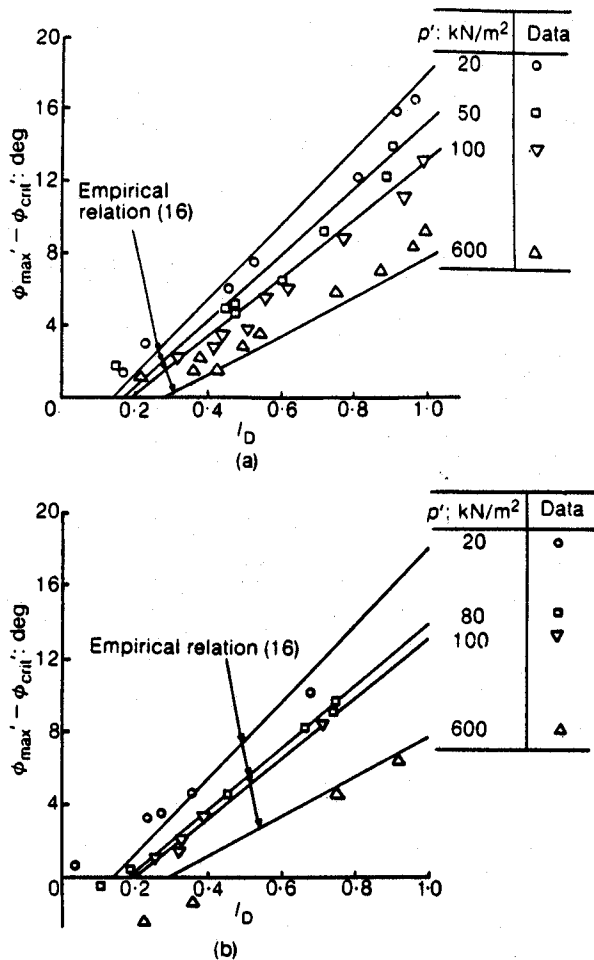 p': kN/m² Data
20
50
100
600
20
16
12
8
4
0
ϕmax′ − ϕcrit′: deg
Empirical
relation (16)
0·2 0·4 0·6 0·8 1·0
ID
(a)
p′: kN/m² Data
20
80
100
600
20
16
12
8
4
0
ϕmax′ − ϕcrit′: deg
Empirical relation (16)
0·2 0·4 0·6 0·8 1·0
ID
(b)